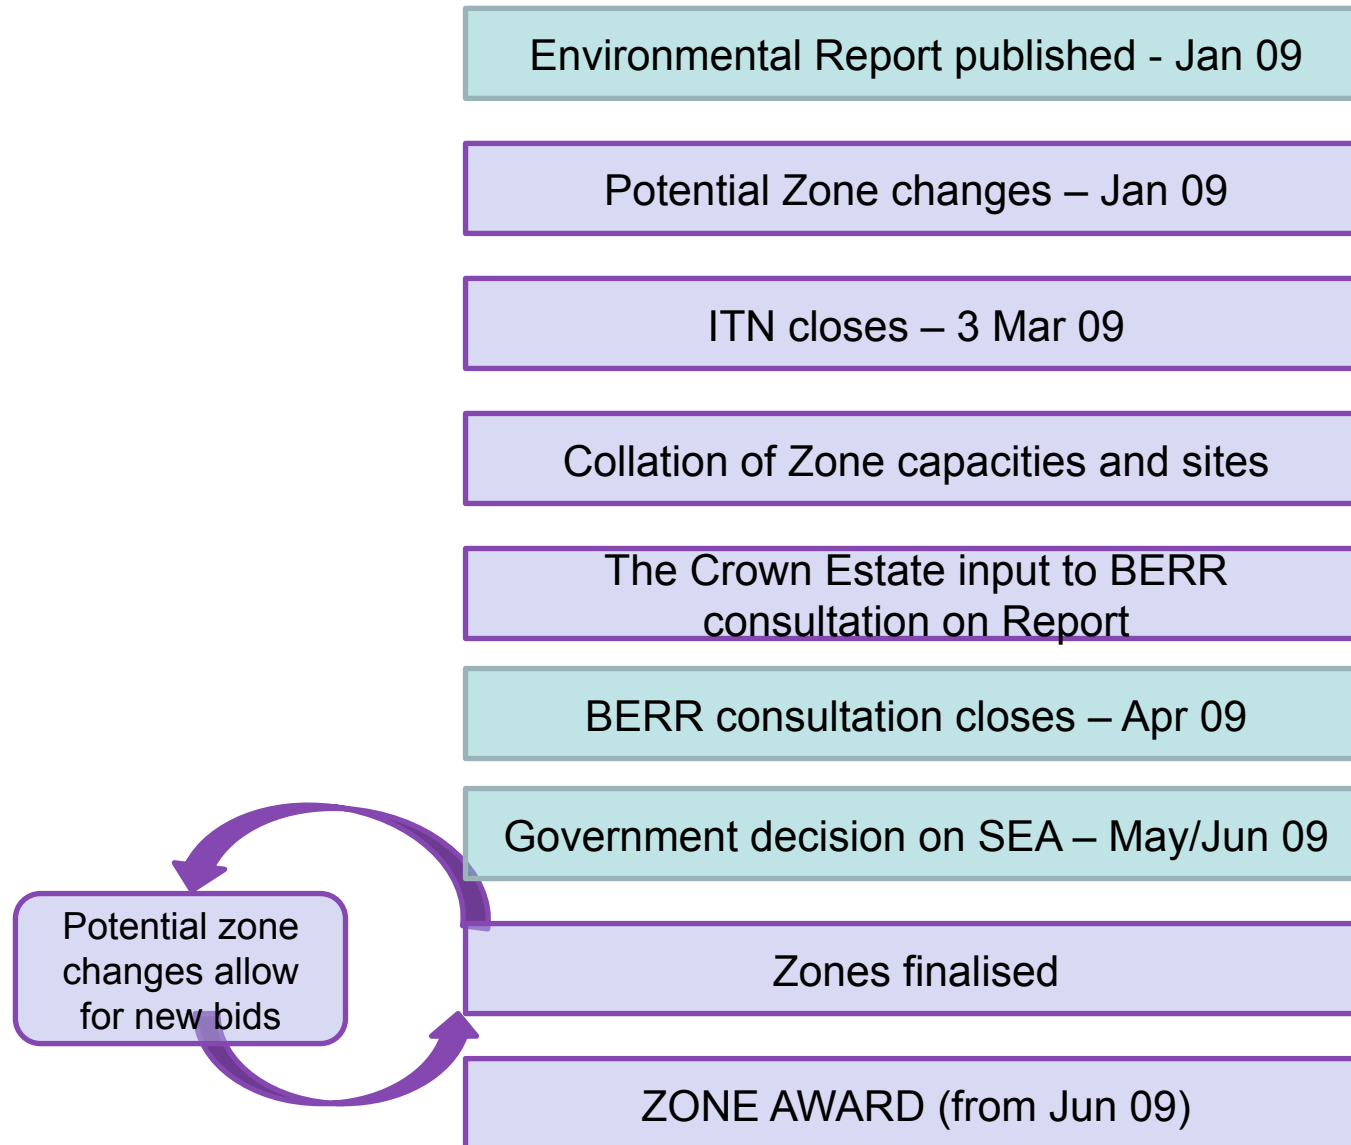 Environmental Report published - Jan 09
Potential Zone changes – Jan 09
ITN closes – 3 Mar 09
Collation of Zone capacities and sites
The Crown Estate input to BERR
consultation on Report
BERR consultation closes – Apr 09
Government decision on SEA – May/Jun 09
Potential zone
changes allow
for new bids
Zones finalised
ZONE AWARD (from Jun 09)